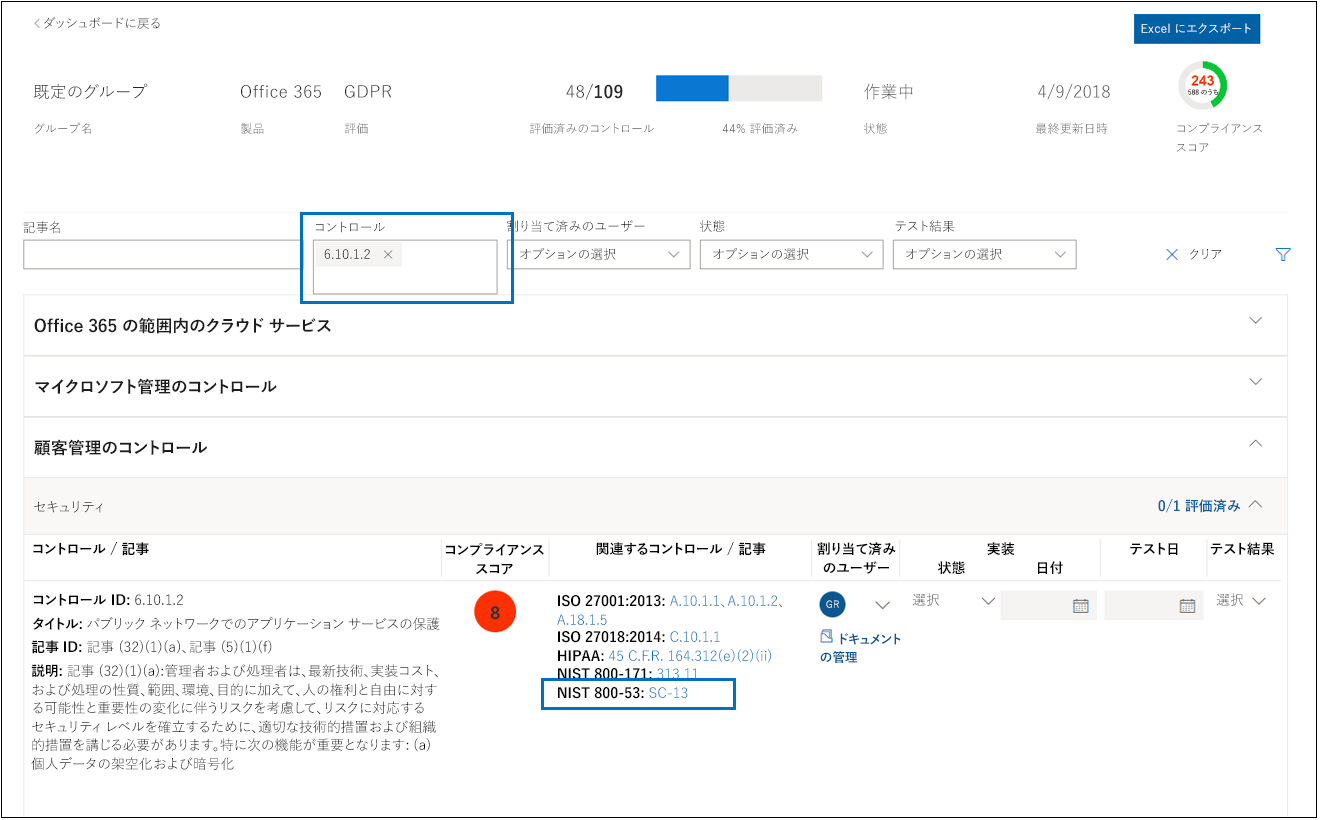 ダッシュボードに戻る
Excel にエクスポート
既定のグループ Office 365 GDPR 48/109 作業中 4/9/2018 243
588 のうち
グループ名 製品 評価 評価済みのコントロール 44% 評価済み 状態 最終更新日時 コンプライアンス
スコア
記事名 コントロール 割り当て済みのユーザー 状態 テスト結果
6.10.1.2 オプションの選択 オプションの選択 オプションの選択 クリア
Office 365 の範囲内のクラウド サービス
マイクロソフト管理のコントロール
顧客管理のコントロール
セキュリティ 0/1 評価済み
コントロール / 記事 コンプライアンス
スコア 関連するコントロール / 記事 割り当て済み
のユーザー 実装
状態 日付 テスト日 テスト結果
コントロール ID: 6.10.1.2
タイトル: パブリック ネットワークでのアプリケーション サービスの保護
記事 ID: 記事 (32)(1)(a)、記事 (5)(1)(f)
説明: 記事 (32)(1)(a):管理者および処理者は、最新技術、実装コスト、
および処理の性質、範囲、環境、目的に加えて、人の権利と自由に対す
る可能性と重要性の変化に伴うリスクを考慮して、リスクに対応する
セキュリティ レベルを確立するために、適切な技術的措置および組織
的措置を講じる必要があります。特に次の機能が重要となります: (a)
個人データの架空化および暗号化
8
ISO 27001:2013: A.10.1.1、A.10.1.2、
A.18.1.5
ISO 27018:2014: C.10.1.1
HIPAA: 45 C.F.R. 164.312(e)(2)(ii)
NIST 800-171: 313.11
NIST 800-53: SC-13
GR
ドキュメント
の管理
選択
選択